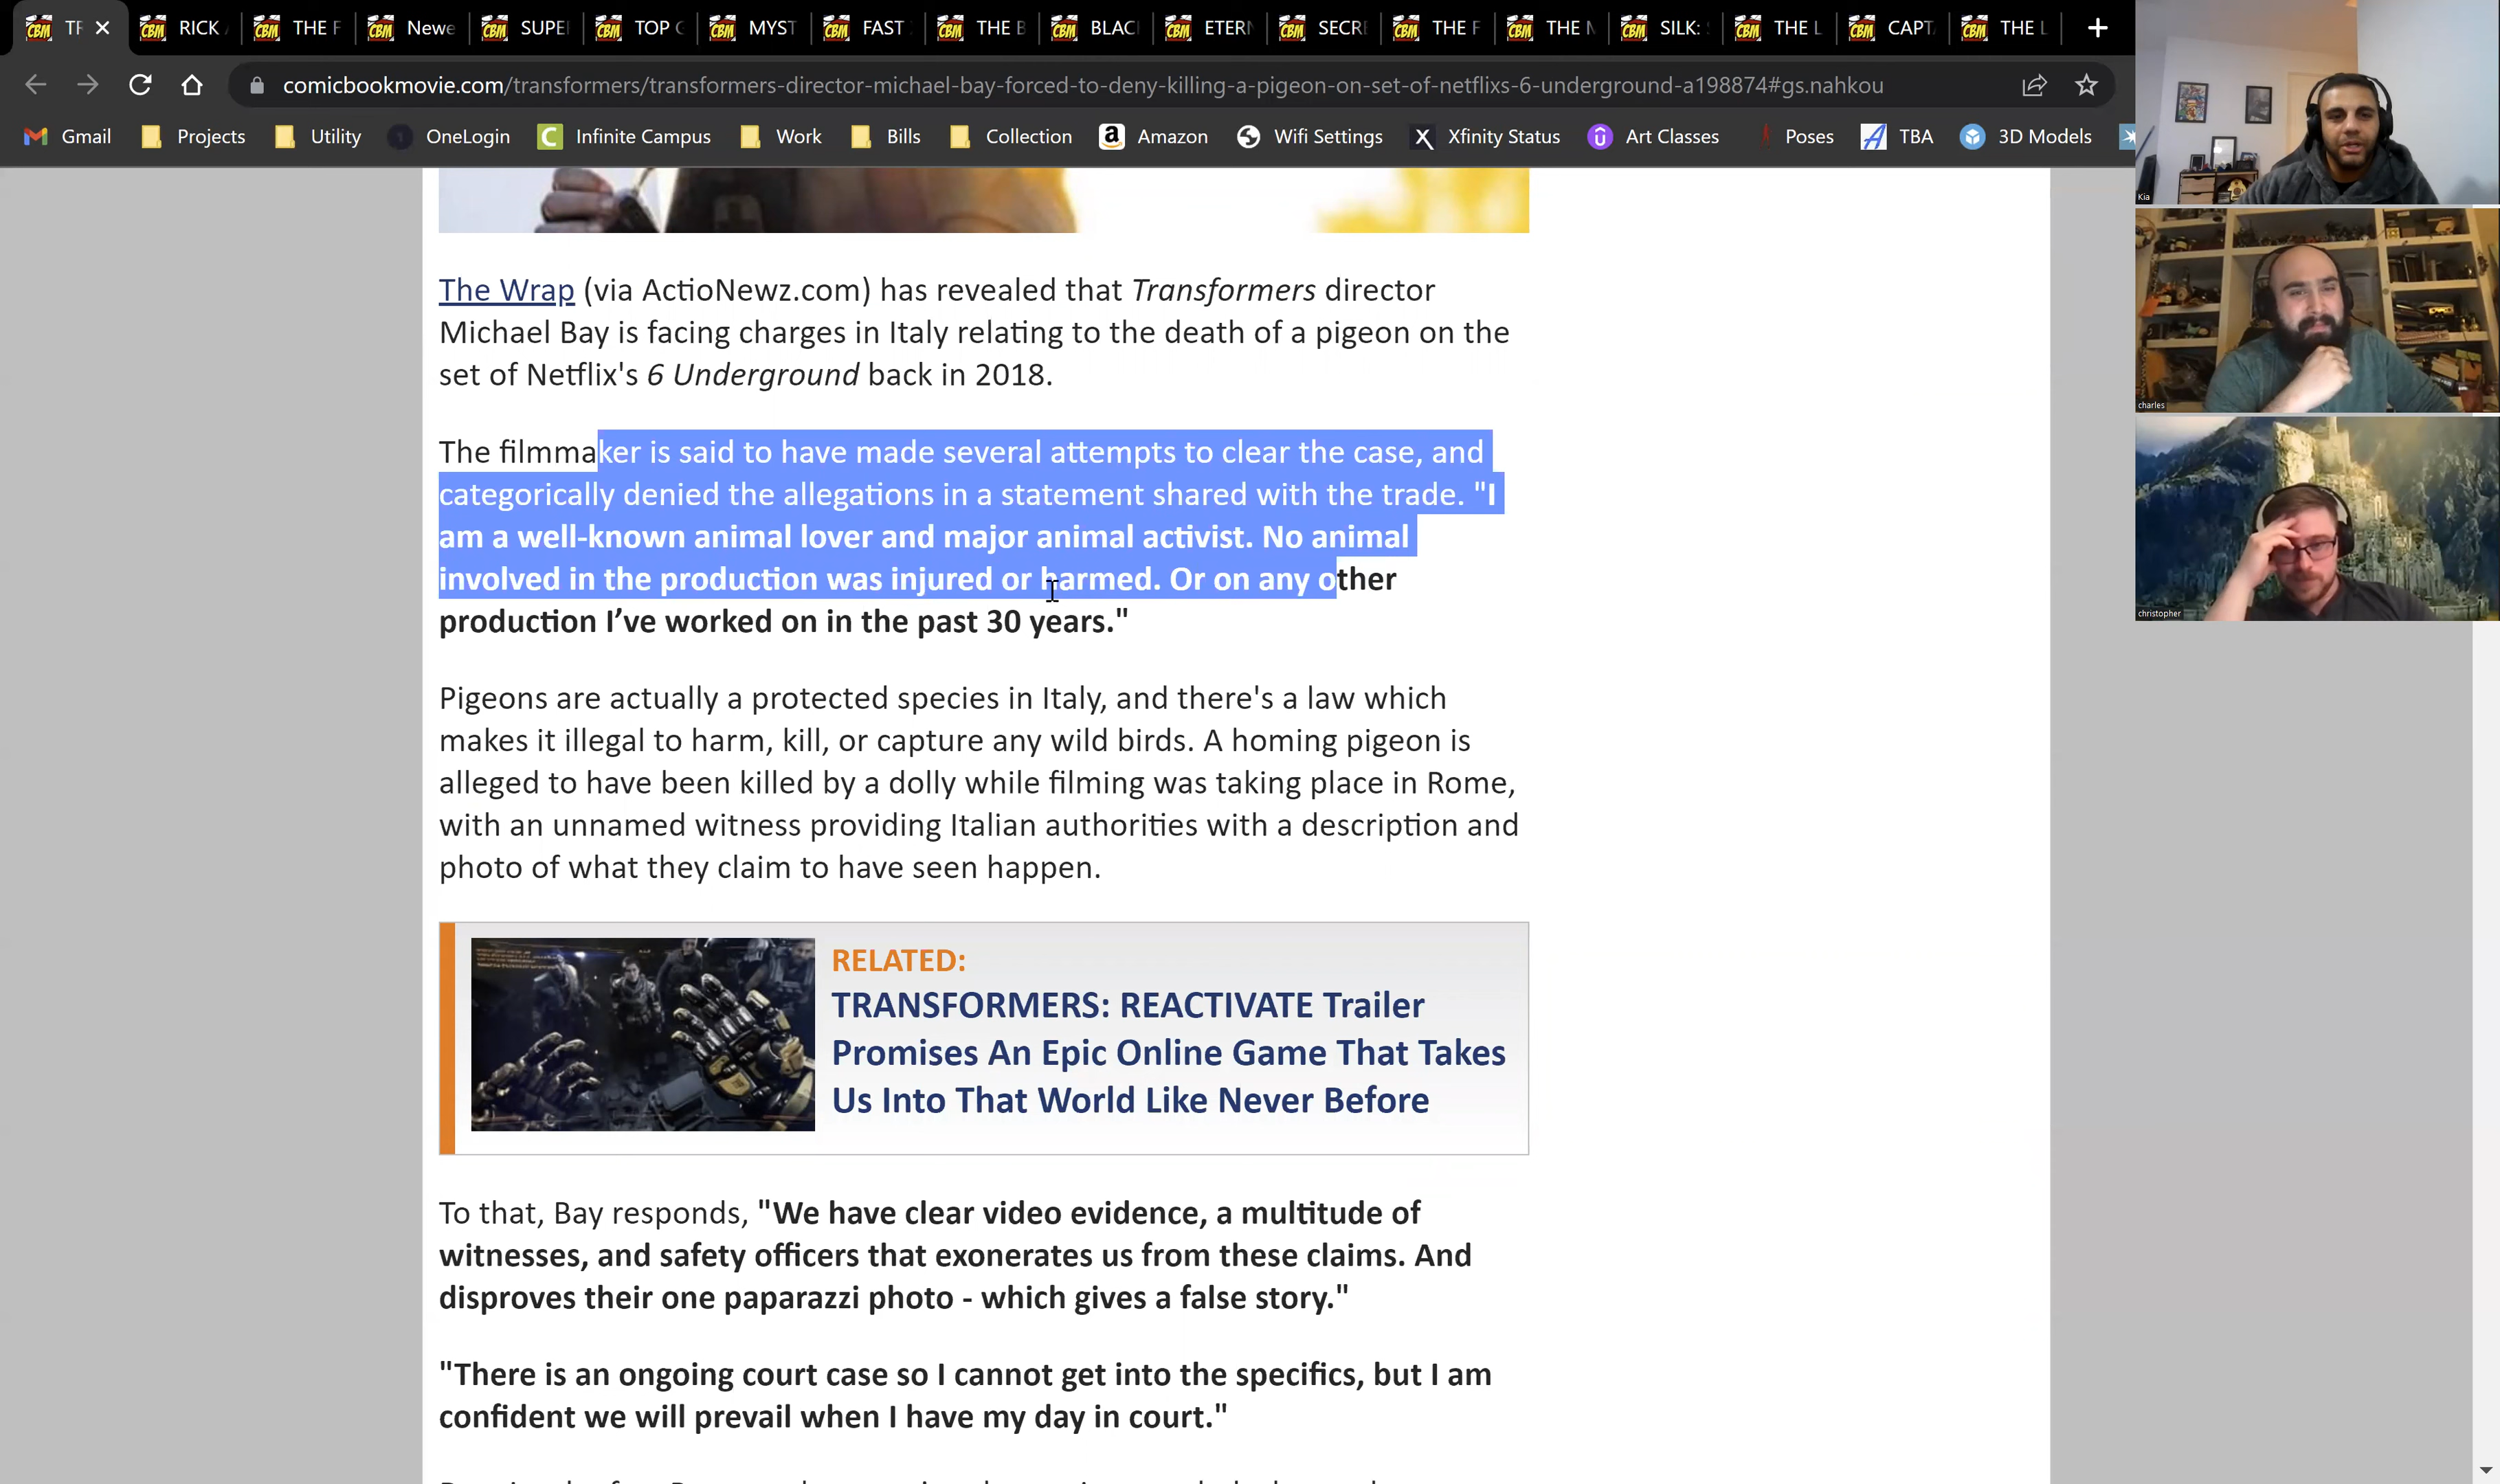 TF
RICK
THE F
Newe
SUPE
TOP
MYST
FAST
THE B
BLAC
ETERN
SECRE
THE F
THE
SILK:
THE L
CAPT
THE L
comicbookmovie.com/transformers/transformers-director-michael-bay-forced-to-deny-killing-a-pigeon-on-set-of-netflixs-6-underground-a198874#gs.nahkou
Gmail
Projects
Utility
OneLogin
Infinite Campus
Work
Bills
Collection
Amazon
Wifi Settings
Xfinity Status
Art Classes
Poses
TBA
3D Models
Kia
charles
christopher
The Wrap (via ActioNewz.com) has revealed that Transformers director
Michael Bay is facing charges in Italy relating to the death of a pigeon on the
set of Netflix's 6 Underground back in 2018.
The filmmaker is said to have made several attempts to clear the case, and
categorically denied the allegations in a statement shared with the trade. "I
am a well-known animal lover and major animal activist. No animal
involved in the production was injured or harmed. Or on any other
production I’ve worked on in the past 30 years."
Pigeons are actually a protected species in Italy, and there's a law which
makes it illegal to harm, kill, or capture any wild birds. A homing pigeon is
alleged to have been killed by a dolly while filming was taking place in Rome,
with an unnamed witness providing Italian authorities with a description and
photo of what they claim to have seen happen.
RELATED:
TRANSFORMERS: REACTIVATE Trailer
Promises An Epic Online Game That Takes
Us Into That World Like Never Before
To that, Bay responds, "We have clear video evidence, a multitude of
witnesses, and safety officers that exonerates us from these claims. And
disproves their one paparazzi photo - which gives a false story."
"There is an ongoing court case so I cannot get into the specifics, but I am
confident we will prevail when I have my day in court."